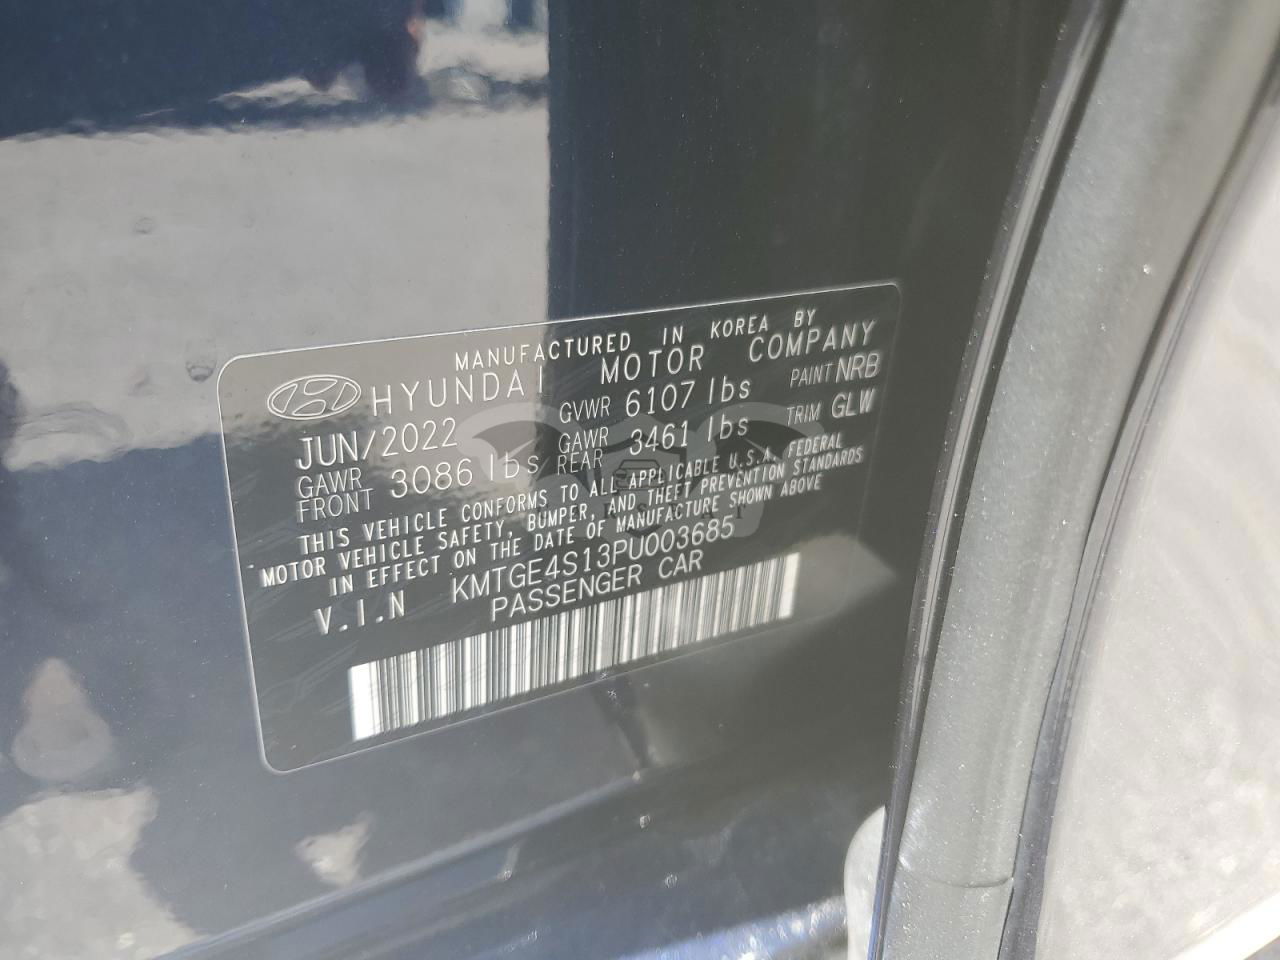 MANUFACTURED IN KOREA BY
HYUNDAI MOTOR COMPANY
JUN/2022 GVWR 6107 lbs PAINT NRB
GAWR FRONT 3086 lbs GAWR REAR 3461 lbs TRIM GLW
THIS VEHICLE CONFORMS TO ALL APPLICABLE U.S.A. FEDERAL
MOTOR VEHICLE SAFETY, BUMPER, AND THEFT PREVENTION STANDARDS
IN EFFECT ON THE DATE OF MANUFACTURE SHOWN ABOVE
V.I.N KMTGE4S13PU003685
PASSENGER CAR